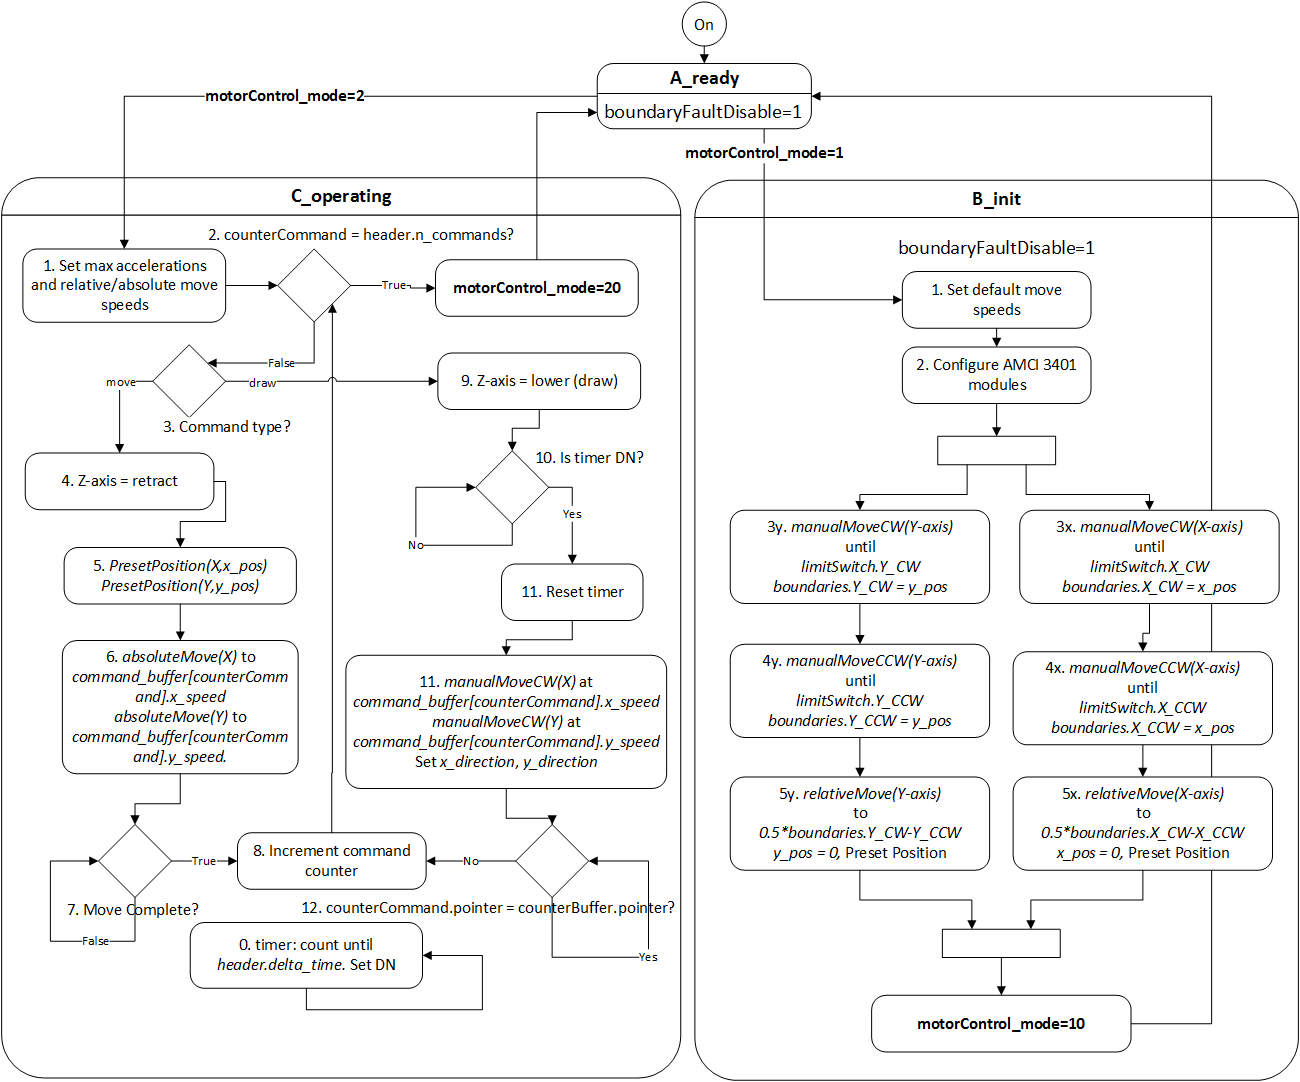 On
A_ready
boundaryFaultDisable=1
motorControl_mode=2
motorControl_mode=1
C_operating
2. counterCommand = header.n_commands?
1. Set max accelerations
and relative/absolute move
speeds
True
motorControl_mode=20
False
move
draw
3. Command type?
9. Z-axis = lower (draw)
4. Z-axis = retract
10. Is timer DN?
Yes
No
5. PresetPosition(X,x_pos)
PresetPosition(Y,y_pos)
11. Reset timer
6. absoluteMove(X) to
command_buffer[counterComm
and].x_speed
absoluteMove(Y) to
command_buffer[counterComm
and].y_speed.
11. manualMoveCW(X) at
command_buffer[counterCommand].x_speed
manualMoveCW(Y) at
command_buffer[counterCommand].y_speed
Set x_direction, y_direction
True
8. Increment command
counter
No
7. Move Complete?
False
12. counterCommand.pointer = counterBuffer.pointer?
Yes
0. timer: count until
header.delta_time. Set DN
B_init
boundaryFaultDisable=1
1. Set default move
speeds
2. Configure AMCI 3401
modules
3y. manualMoveCW(Y-axis)
until
limitSwitch.Y_CW
boundaries.Y_CW = y_pos
3x. manualMoveCW(X-axis)
until
limitSwitch.X_CW
boundaries.X_CW = x_pos
4y. manualMoveCCW(Y-axis)
until
limitSwitch.Y_CCW
boundaries.Y_CCW = y_pos
4x. manualMoveCCW(X-axis)
until
limitSwitch.X_CCW
boundaries.X_CCW = x_pos
5y. relativeMove(Y-axis)
to
0.5*boundaries.Y_CW-Y_CCW
y_pos = 0, Preset Position
5x. relativeMove(X-axis)
to
0.5*boundaries.X_CW-X_CCW
x_pos = 0, Preset Position
motorControl_mode=10